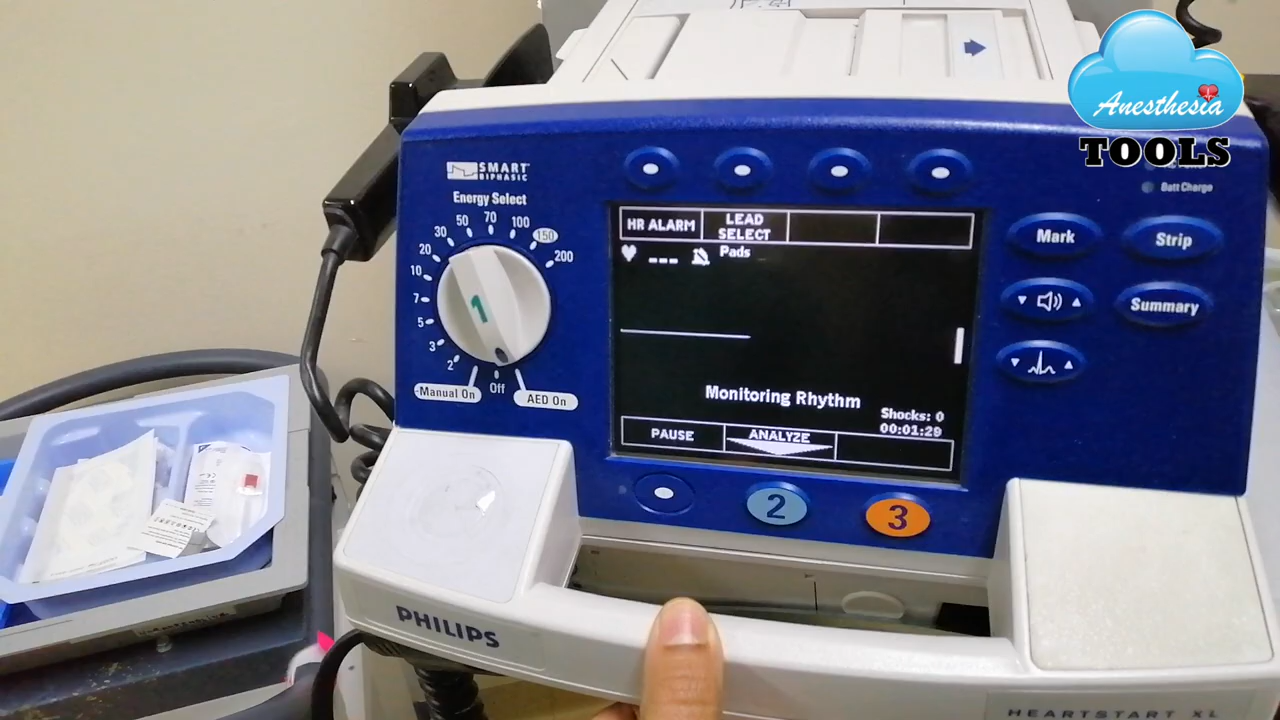 Anesthesia
TOOLS
SMART
BIPHASIC
Energy Select
2
3
5
7
10
20
30
50
70
100
150
200
1
Manual On
Off
AED On
HR ALARM
LEAD
SELECT
---
Pads
Monitoring Rhythm
Shocks: 0
00:01:29
PAUSE
ANALYZE
2
3
Batt Charge
Mark
Strip
Summary
PHILIPS
HEARTSTART XL